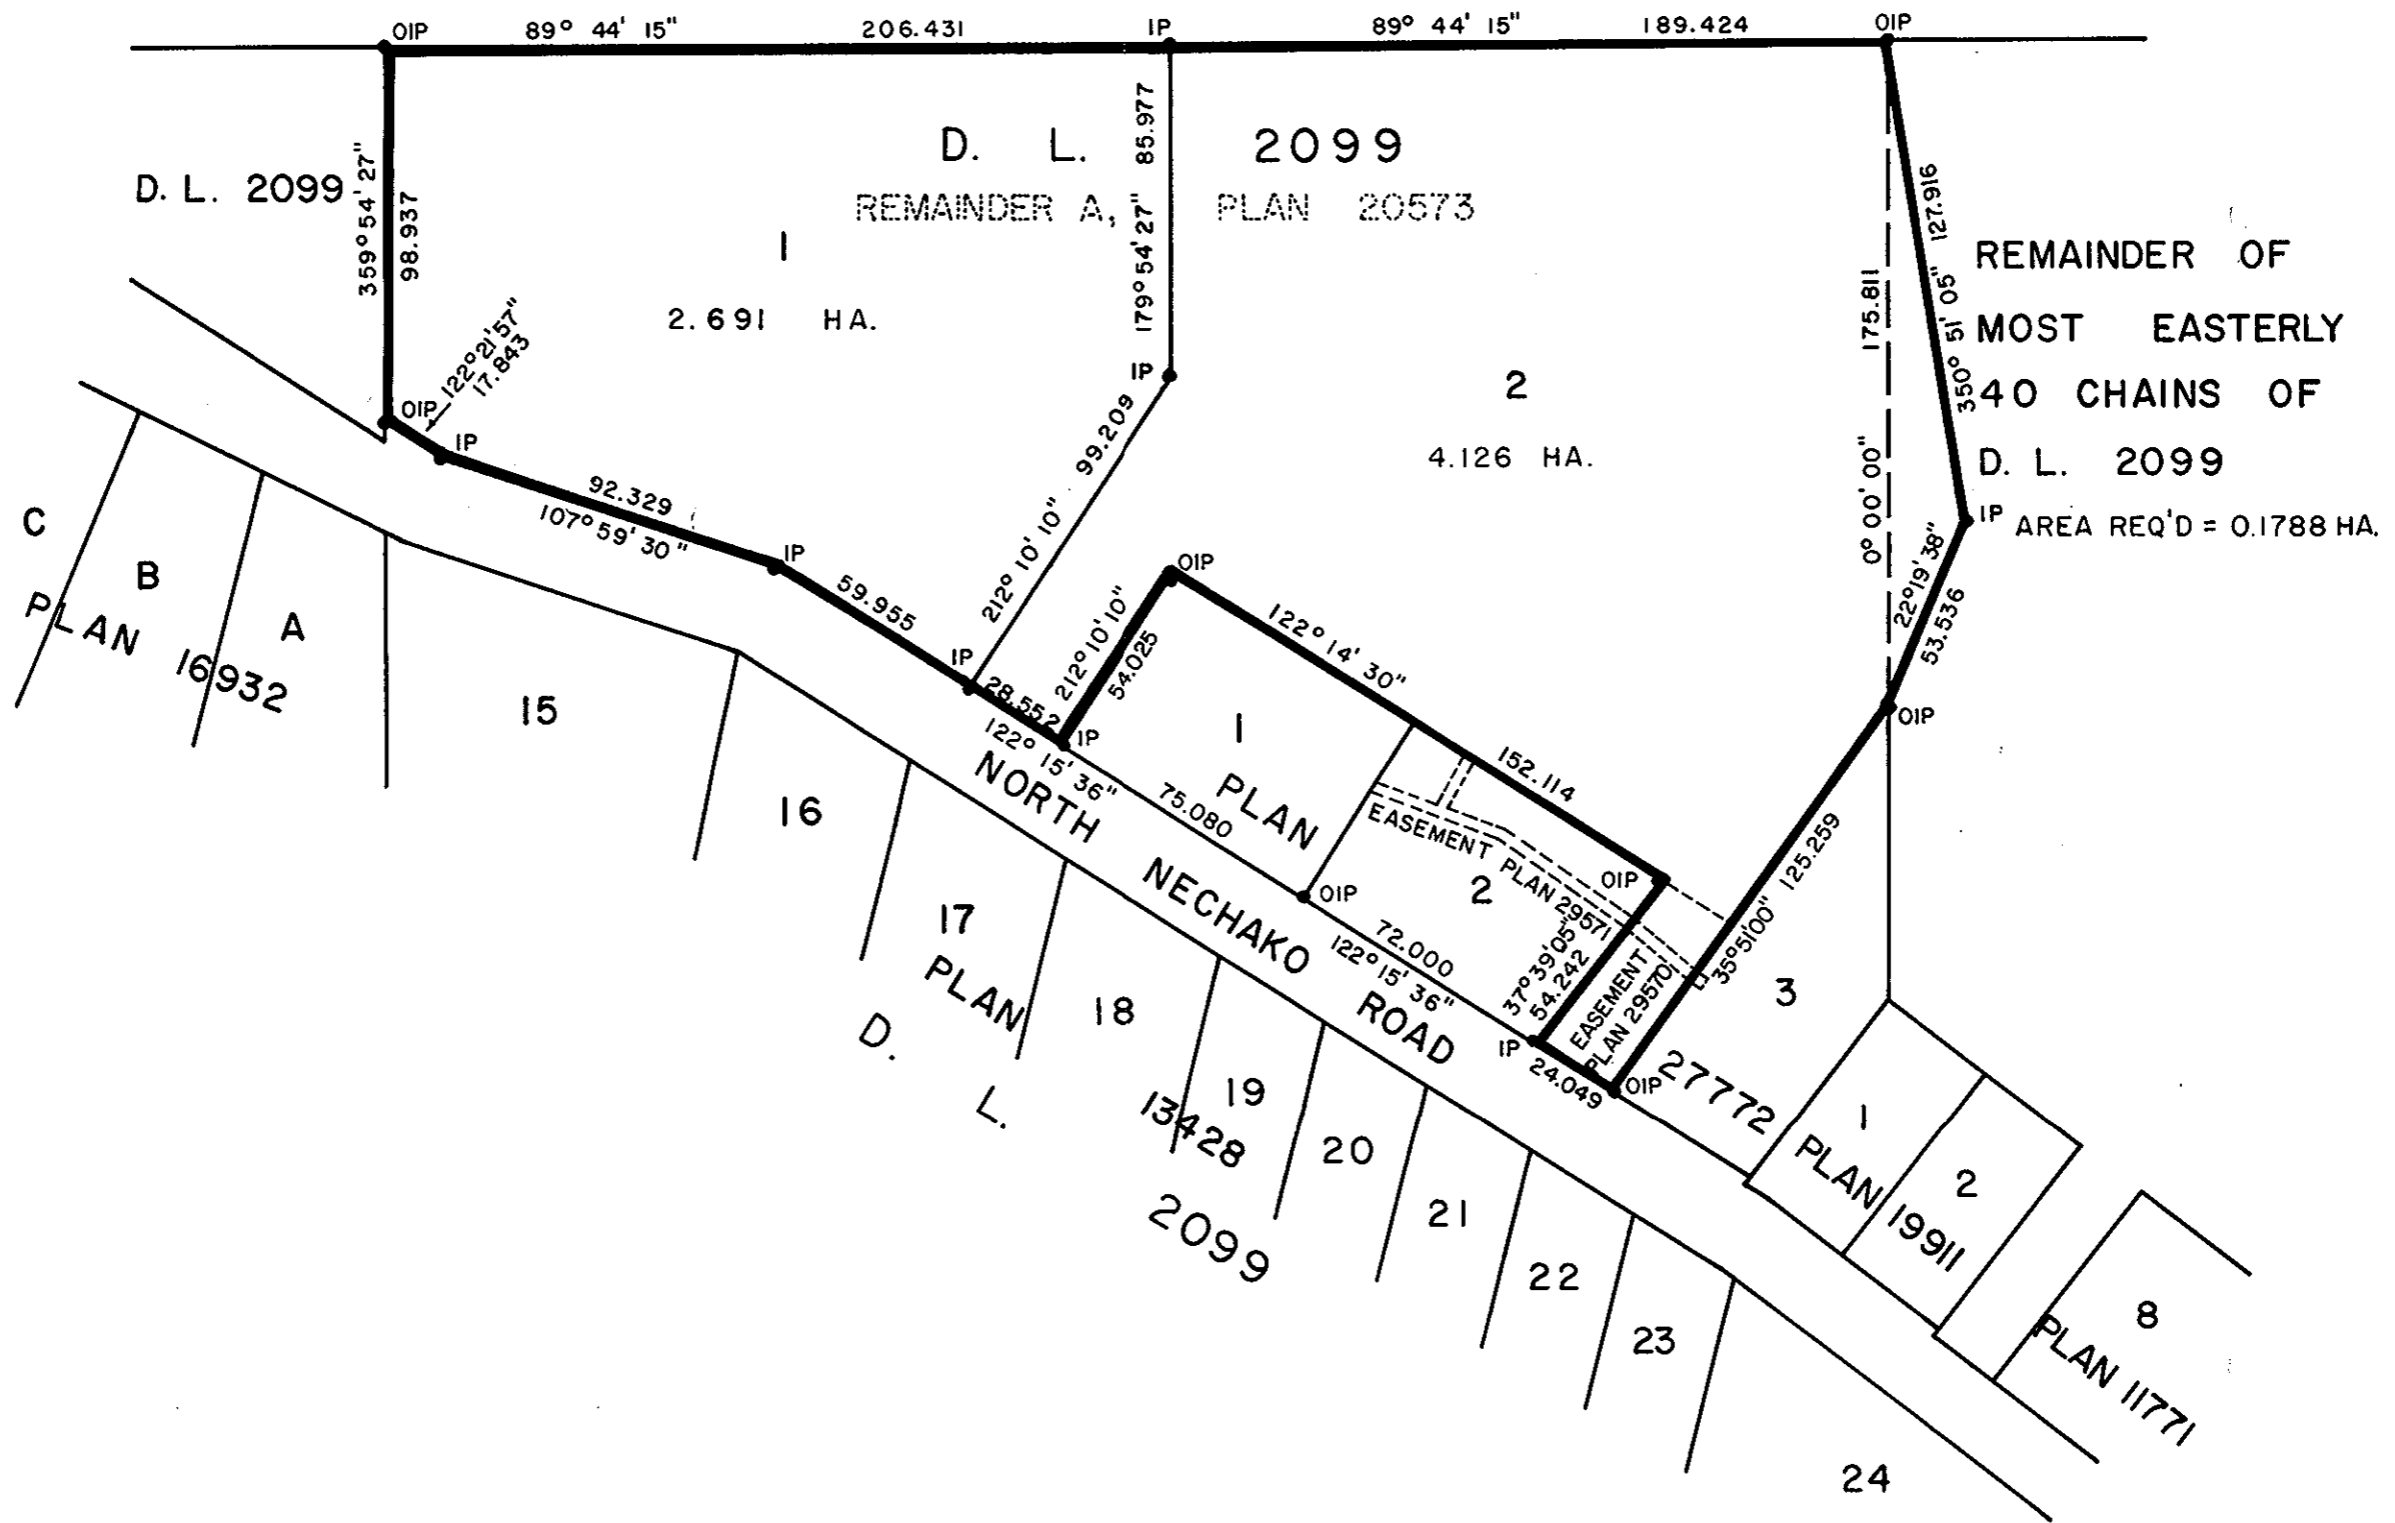 OIP 89° 44' 15" 206.431 IP 89° 44' 15" 189.424 OIP
D. L. 2099
359° 54' 27"
98.937
D. L. 2099
REMAINDER A, PLAN 20573
179° 54' 27" 85.977
1
2.691 HA.
2
4.126 HA.
0° 00' 00" 175.811
350° 51' 05" 127.916
REMAINDER OF
MOST EASTERLY
40 CHAINS OF
D. L. 2099
IP AREA REQ'D = 0.1788 HA.
122° 21' 57"
17.843
OIP
IP
IP
92.329
107° 59' 30"
IP
59.955
212° 10' 10" 99.209
IP
28.552
122° 15' 36"
IP
212° 10' 10"
54.025
OIP
122° 14' 30"
152.114
22° 19' 38"
53.536
OIP
125.259
35° 51' 00"
C
B
A
PLAN 16932
15
16
17
PLAN
18
19
13428
20
21
22
23
24
D. L.
2099
NORTH NECHAKO ROAD
1
PLAN
75.080
OIP
2
EASEMENT PLAN 29571
OIP
72.000
122° 15' 36"
37° 39' 05"
54.242
EASEMENT
PLAN 29570
IP
24.049
OIP
3
27772
1
PLAN 19911
2
8
PLAN 11771